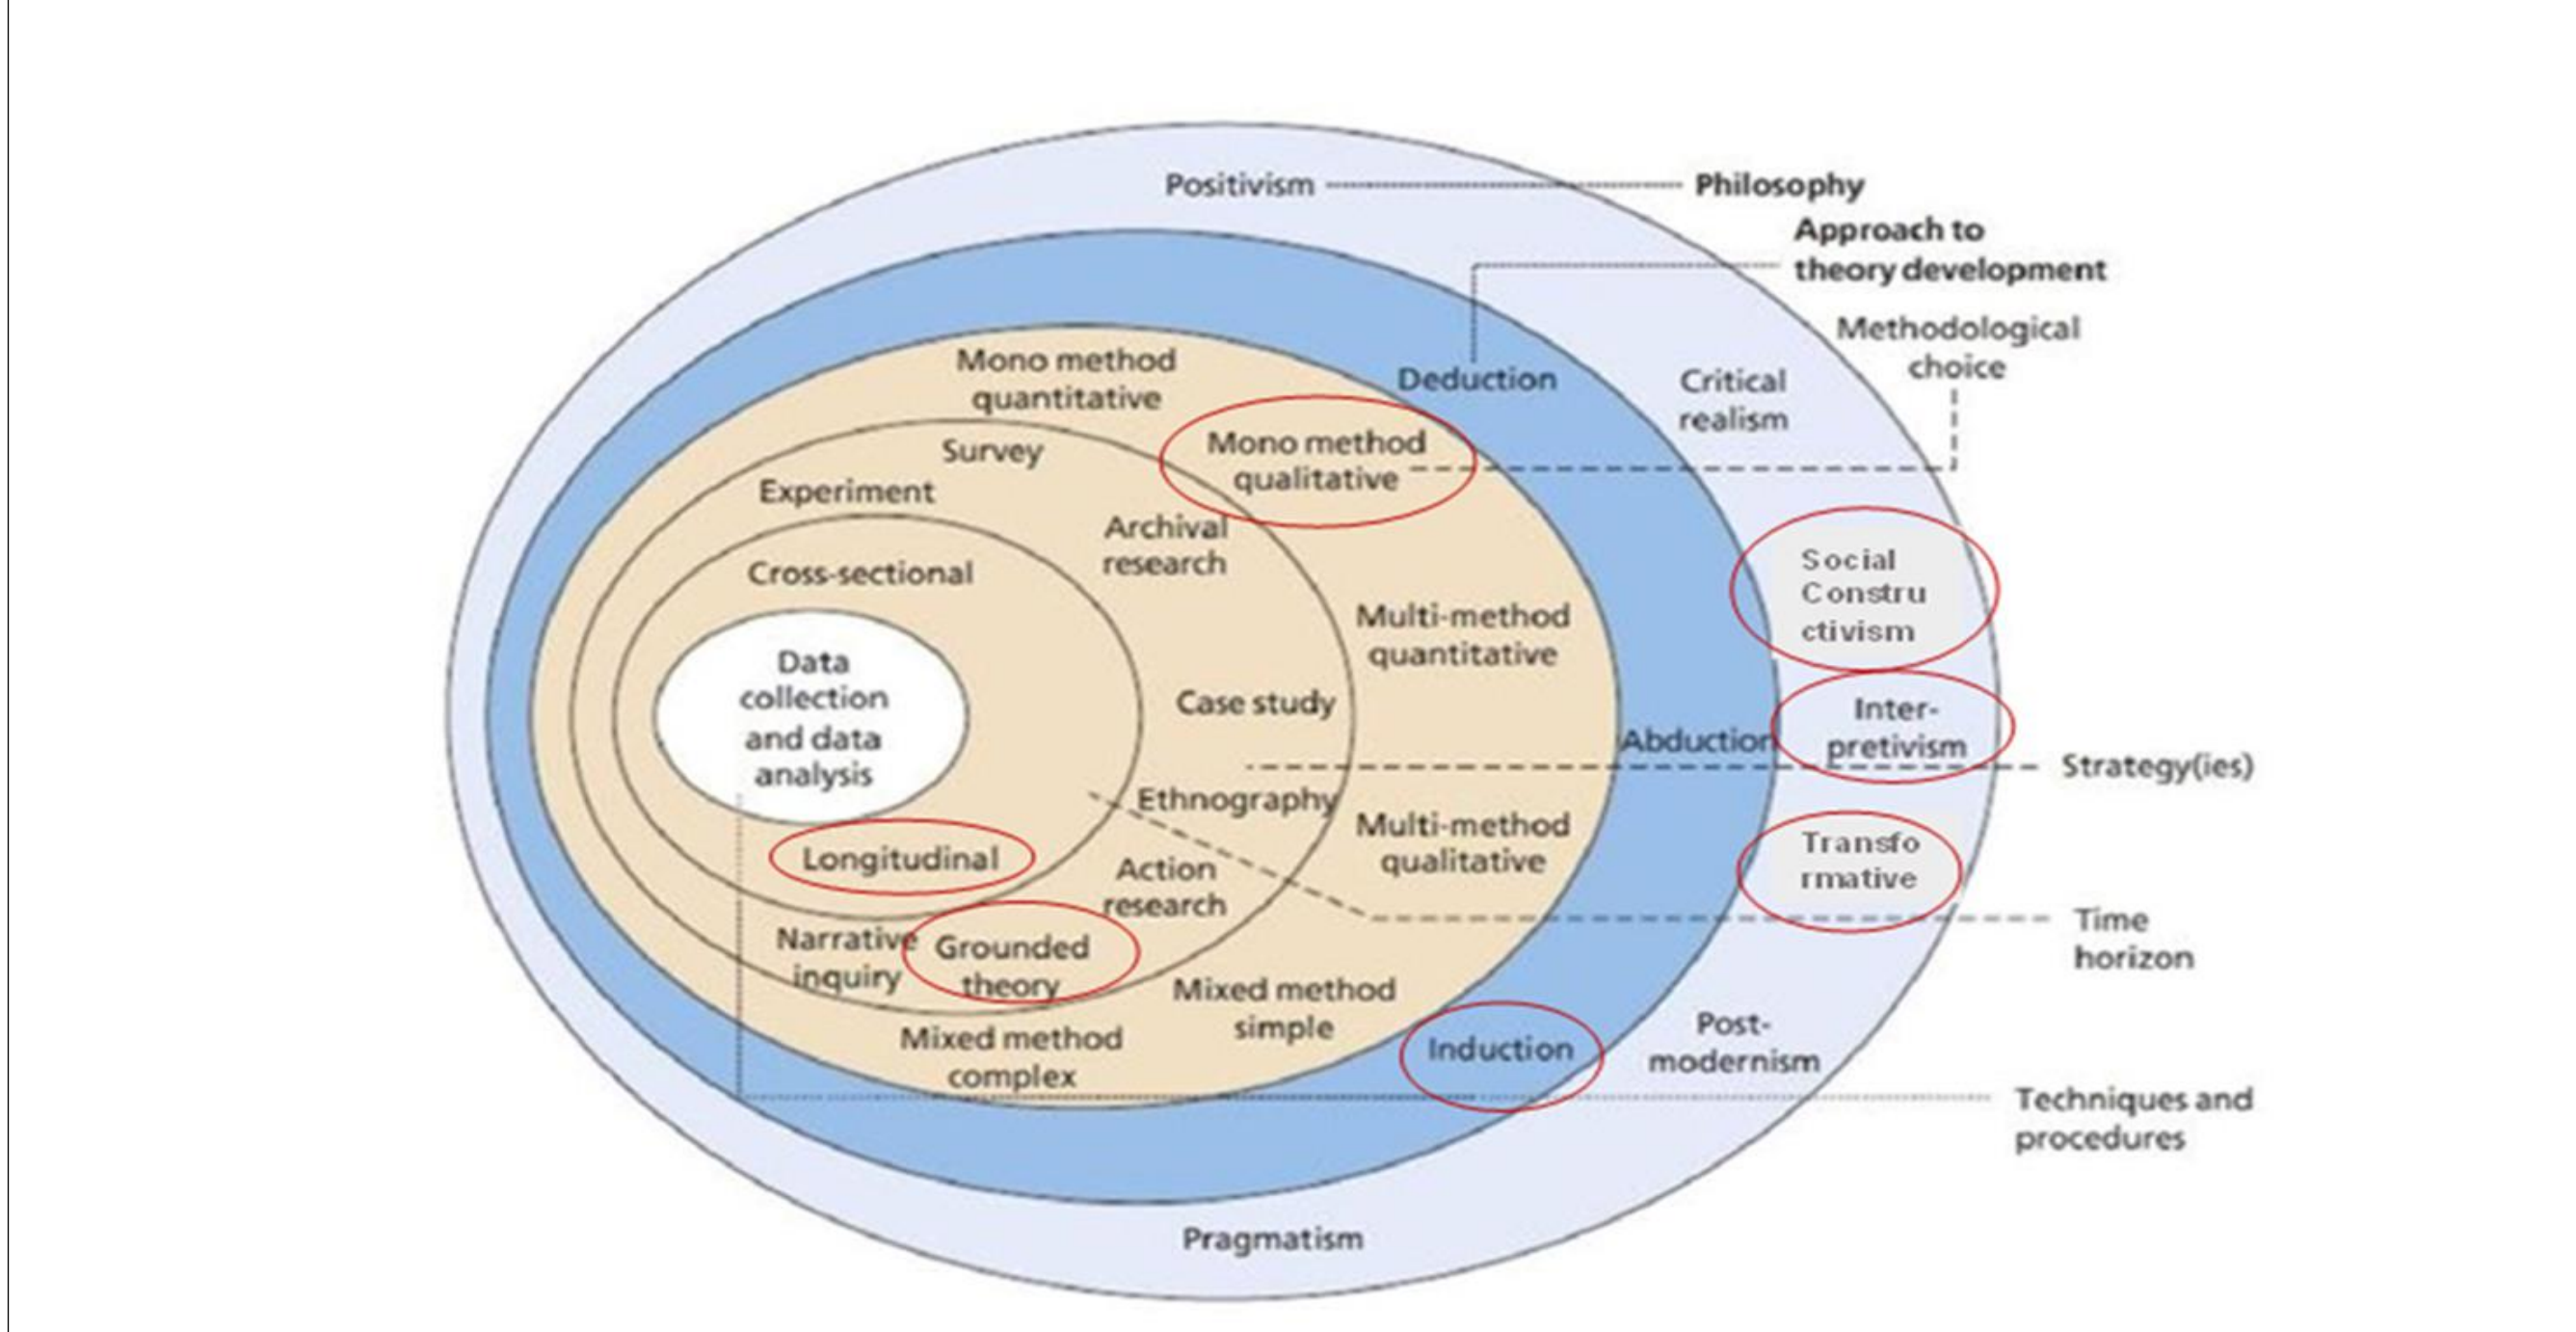 Positivism
Philosophy
Approach to
theory development
Methodological
choice
Mono method
quantitative
Deduction
Critical
realism
Survey
Mono method
qualitative
Experiment
Archival
research
Cross-sectional
Social
Constru
ctivism
Multi-method
quantitative
Data
collection
and data
analysis
Case study
Abduction
Inter-
pretivism
Strategy(ies)
Ethnography
Multi-method
qualitative
Transfo
rmative
Longitudinal
Action
research
Time
horizon
Narrative
inquiry
Grounded
theory
Mixed method
simple
Mixed method
complex
Induction
Post-
modernism
Techniques and
procedures
Pragmatism